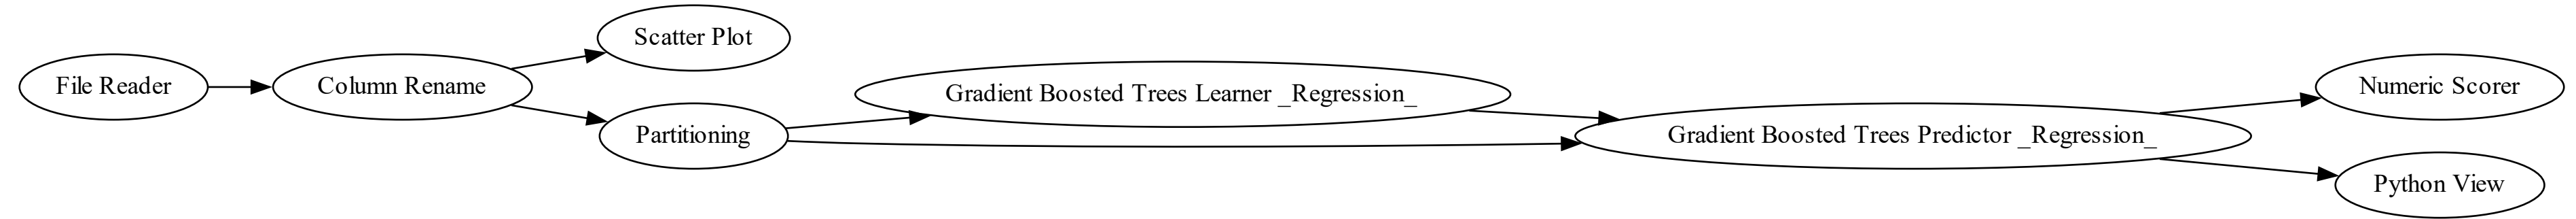 File Reader
Column Rename
Scatter Plot
Partitioning
Gradient Boosted Trees Learner _Regression_
Gradient Boosted Trees Predictor _Regression_
Numeric Scorer
Python View